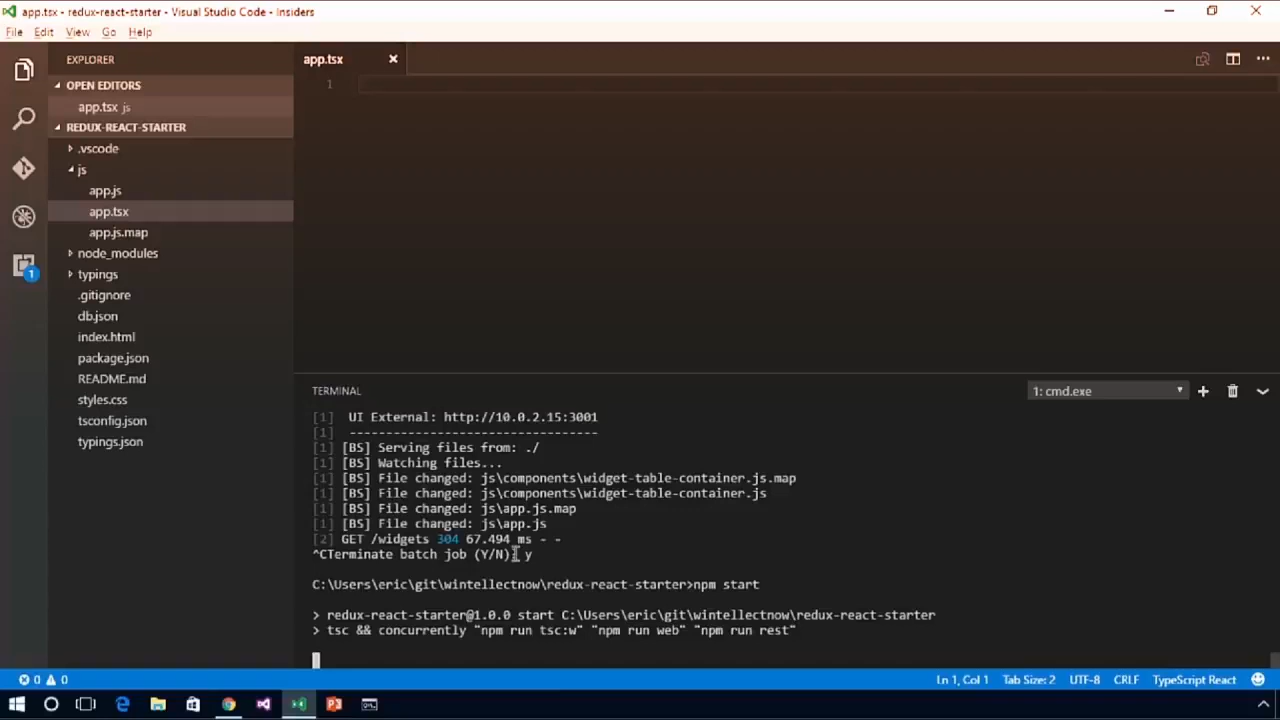 app.tsx - redux-react-starter - Visual Studio Code - Insiders
File Edit View Go Help
EXPLORER
OPEN EDITORS
app.tsx js
REDUX-REACT-STARTER
.vscode
js
app.js
app.tsx
app.js.map
node_modules
typings
.gitignore
db.json
index.html
package.json
README.md
styles.css
tsconfig.json
typings.json
1
app.tsx
1
TERMINAL
1: cmd.exe
[1] UI External: http://10.0.2.15:3001
[1] ----------------------------------
[1] [BS] Serving files from: ./
[1] [BS] Watching files...
[1] [BS] File changed: js\components\widget-table-container.js.map
[1] [BS] File changed: js\components\widget-table-container.js
[1] [BS] File changed: js\app.js.map
[1] [BS] File changed: js\app.js
[2] GET /widgets 304 67.494 ms - -
^CTerminate batch job (Y/N)? y
C:\Users\eric\git\wintellectnow\redux-react-starter>npm start
> redux-react-starter@1.0.0 start C:\Users\eric\git\wintellectnow\redux-react-starter
> tsc && concurrently "npm run tsc:w" "npm run web" "npm run rest"
0 0
Ln 1, Col 1 Tab Size: 2 UTF-8 CRLF TypeScript React